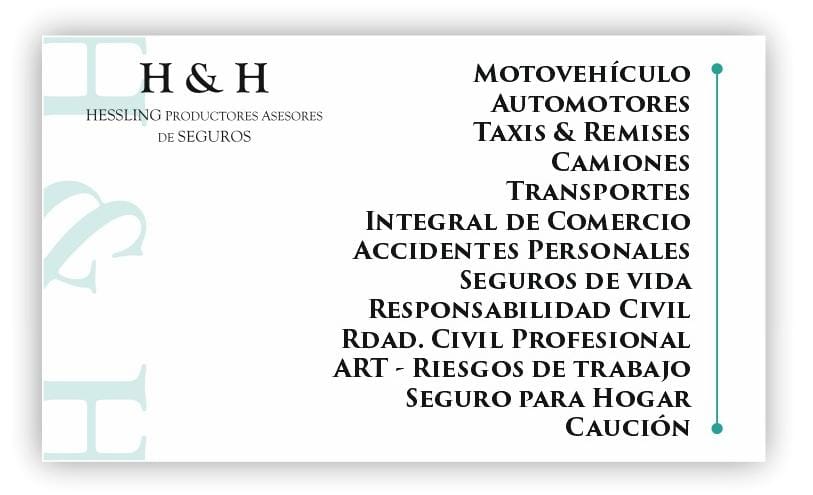 H & H
HESSLING PRODUCTORES ASESORES
DE SEGUROS
MOTOVEHÍCULO
AUTOMOTORES
TAXIS & REMISES
CAMIONES
TRANSPORTES
INTEGRAL DE COMERCIO
ACCIDENTES PERSONALES
SEGUROS DE VIDA
RESPONSABILIDAD CIVIL
RDAD. CIVIL PROFESIONAL
ART - RIESGOS DE TRABAJO
SEGURO PARA HOGAR
CAUCIÓN
H & H